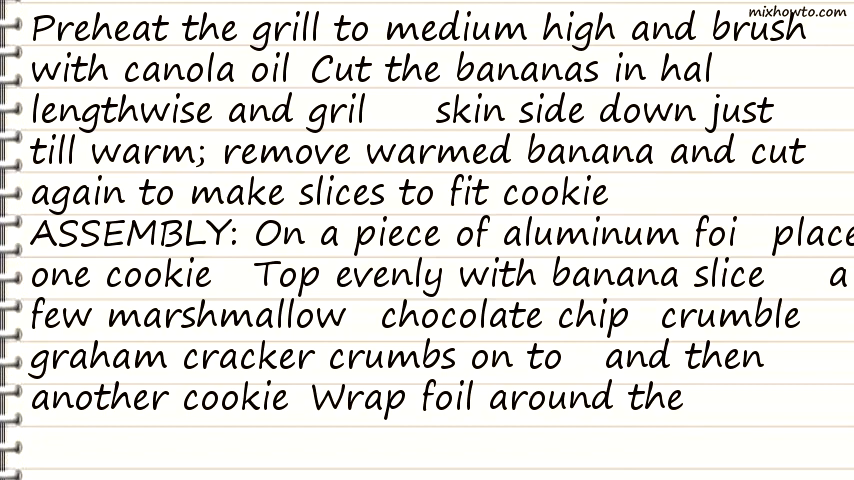 mixhowto.com
Preheat the grill to medium high and brush
with canola oil Cut the bananas in hal
lengthwise and gril skin side down just
till warm; remove warmed banana and cut
again to make slices to fit cookie
ASSEMBLY: On a piece of aluminum foi place
one cookie Top evenly with banana slice a
few marshmallow chocolate chip crumble
graham cracker crumbs on to and then
another cookie Wrap foil around the